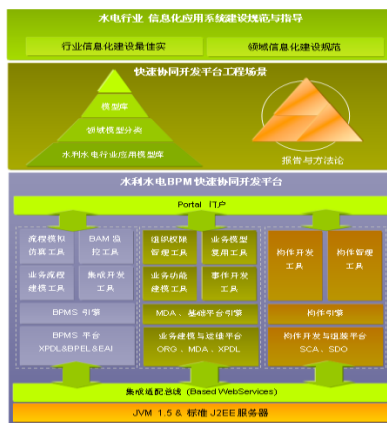 水电行业 信息化应用系统建设规范与指导
行业信息化建设最佳实
领域信息化建设规范
快速协同开发平台工程场景
模型库
领域模型分类
水利水电行业应用模型库
报告与方法论
水利水电BPM快速协同开发平台
Portal 门户
流程模拟
仿真工具
BAM 监
控工具
业务流程
建模工具
集成开发
工具
BPMS 引擎
BPMS 平台
XPDL&BPEL&EAI
组织权限
管理工具
业务模型
复用工具
业务功能
建模工具
事件开发
工具
MDA、基础平台引擎
业务建模与运维平台
ORG、MDA、XPDL
构件开发
工具
构件管理
工具
构件引擎
构件开发与组装平台
SCA、SDO
集成适配总线 (Based WebServices)
JVM 1.5 & 标准 J2EE 服务器